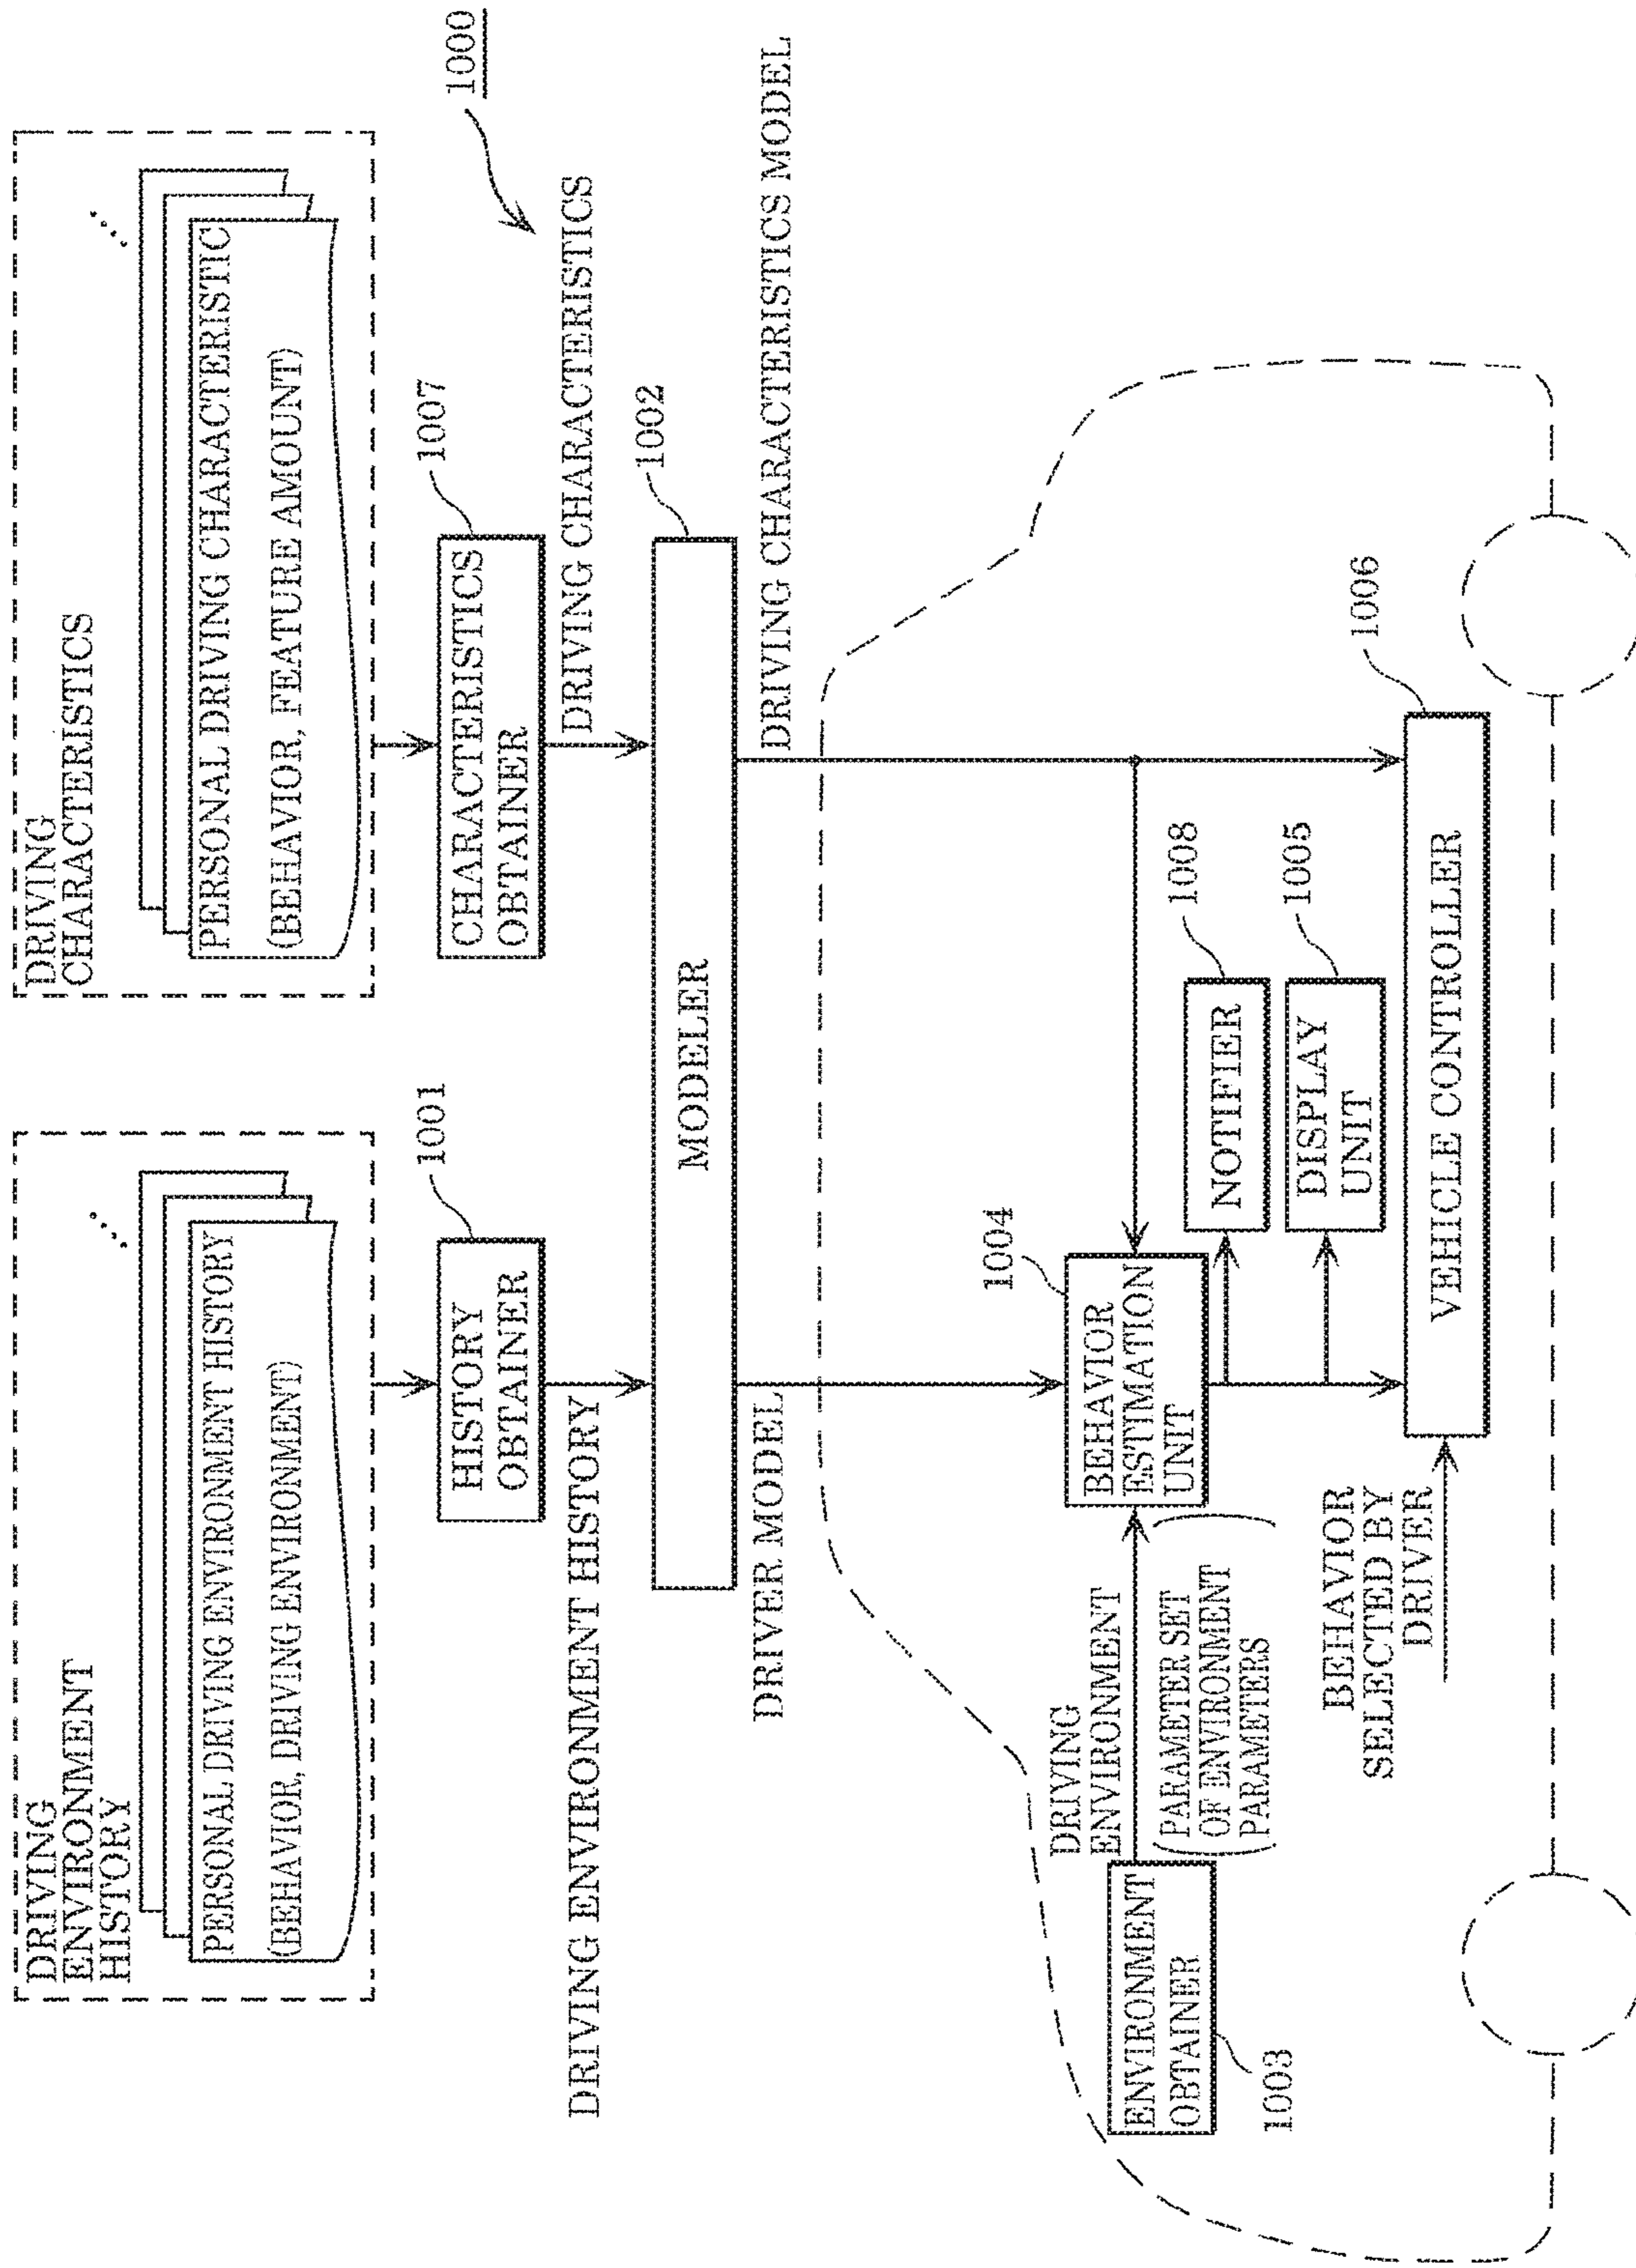 DRIVING
ENVIRONMENT
HISTORY
PERSONAL DRIVING ENVIRONMENT HISTORY
(BEHAVIOR, DRIVING ENVIRONMENT)
DRIVING
CHARACTERISTICS
PERSONAL DRIVING CHARACTERISTIC
(BEHAVIOR, FEATURE AMOUNT)
1001
HISTORY
OBTAINER
1007
CHARACTERISTICS
OBTAINER
1000
DRIVING ENVIRONMENT HISTORY
DRIVING CHARACTERISTICS
1002
MODELER
DRIVER MODEL
DRIVING CHARACTERISTICS MODEL
1004
BEHAVIOR
ESTIMATION
UNIT
DRIVING
ENVIRONMENT
(PARAMETER SET
OF ENVIRONMENT
PARAMETERS)
ENVIRONMENT
OBTAINER
1003
1008
NOTIFIER
1005
DISPLAY
UNIT
1006
VEHICLE CONTROLLER
BEHAVIOR
SELECTED BY
DRIVER